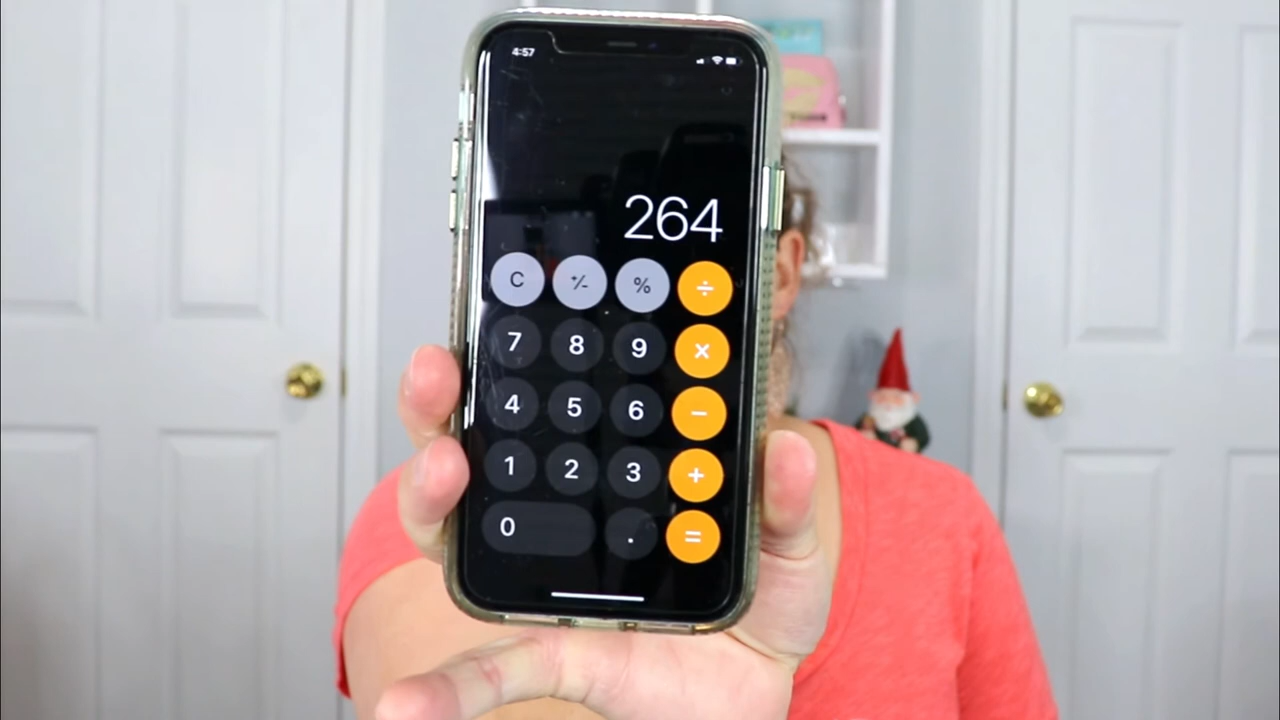 4:57
264
C +/- % ÷
7 8 9 ×
4 5 6 −
1 2 3 +
0 . =